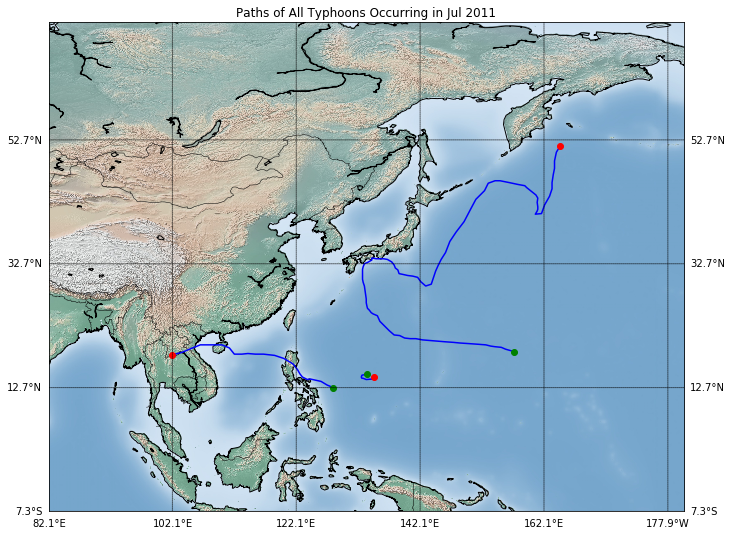 Paths of All Typhoons Occurring in Jul 2011
52.7°N
52.7°N
32.7°N
32.7°N
12.7°N
12.7°N
7.3°S
7.3°S
82.1°E
102.1°E
122.1°E
142.1°E
162.1°E
177.9°W